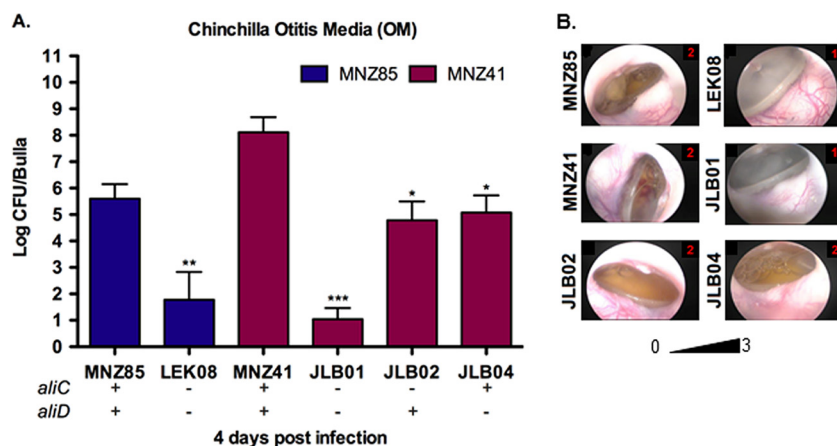 A.
Chinchilla Otitis Media (OM)
MNZ85 MNZ41
Log CFU/Bulla
11
10
9
8
7
6
5
4
3
2
1
0
** *** * *
MNZ85 LEK08 MNZ41 JLB01 JLB02 JLB04
aliC + - + - - +
aliD + - + - + -
4 days post infection
B.
MNZ85 2 LEK08 1
MNZ41 2 JLB01 1
JLB02 2 JLB04 2
0 3